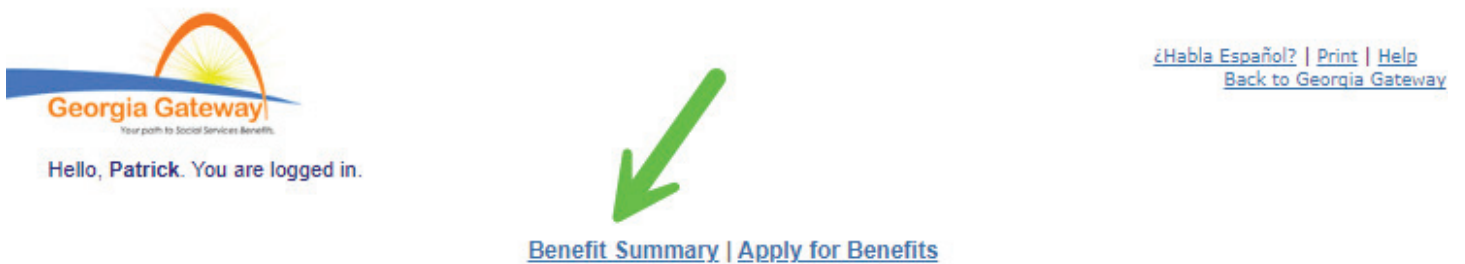 ¿Habla Español? | Print | Help
Back to Georgia Gateway
Georgia Gateway
Your path to Social Services Benefits.
Hello, Patrick. You are logged in.
Benefit Summary | Apply for Benefits